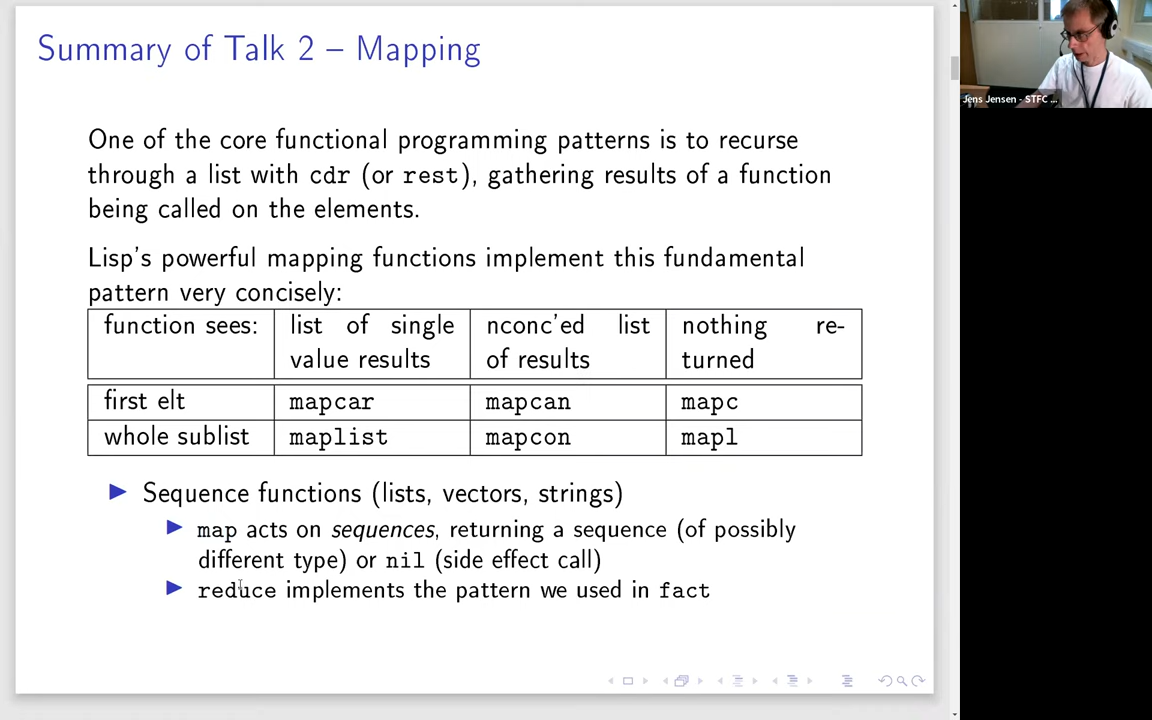 Summary of Talk 2 – Mapping
One of the core functional programming patterns is to recurse
through a list with cdr (or rest), gathering results of a function
being called on the elements.
Lisp's powerful mapping functions implement this fundamental
pattern very concisely:
function sees: list of single nconc'ed list nothing re-
value results of results turned
first elt mapcar mapcan mapc
whole sublist maplist mapcon mapl
Sequence functions (lists, vectors, strings)
map acts on sequences, returning a sequence (of possibly
different type) or nil (side effect call)
reduce implements the pattern we used in fact
Jens Jensen - STFC ...